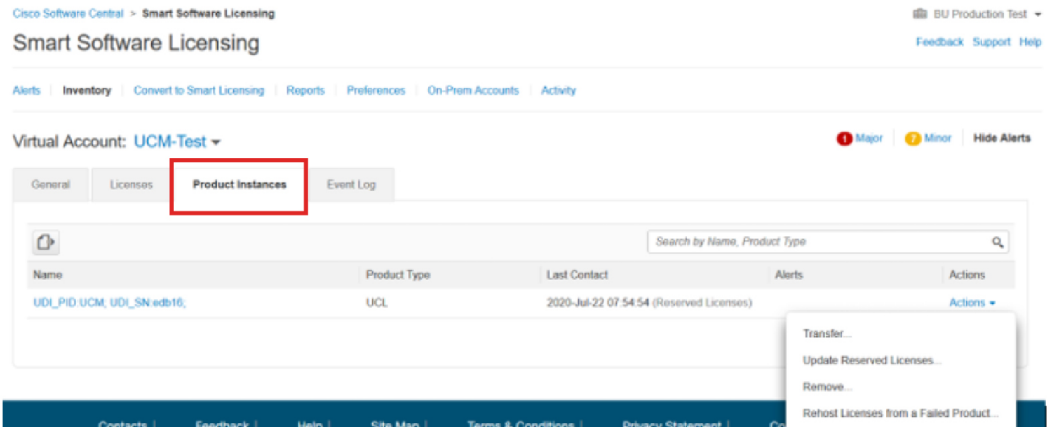 Cisco Software Central > Smart Software Licensing
BU Production Test
Smart Software Licensing
Feedback Support Help
Alerts Inventory Convert to Smart Licensing Reports Preferences On-Prem Accounts Activity
Virtual Account: UCM-Test
1 Major 7 Minor Hide Alerts
General Licenses Product Instances Event Log
Search by Name, Product Type
Name Product Type Last Contact Alerts Actions
UDI_PID:UCM; UDI_SN:edb16; UCL 2020-Jul-22 07:54:54 (Reserved Licenses) Actions
Transfer...
Update Reserved Licenses...
Remove...
Rehost Licenses from a Failed Product...
Contacts | Feedback | Help | Site Map | Terms & Conditions | Privacy Statement |